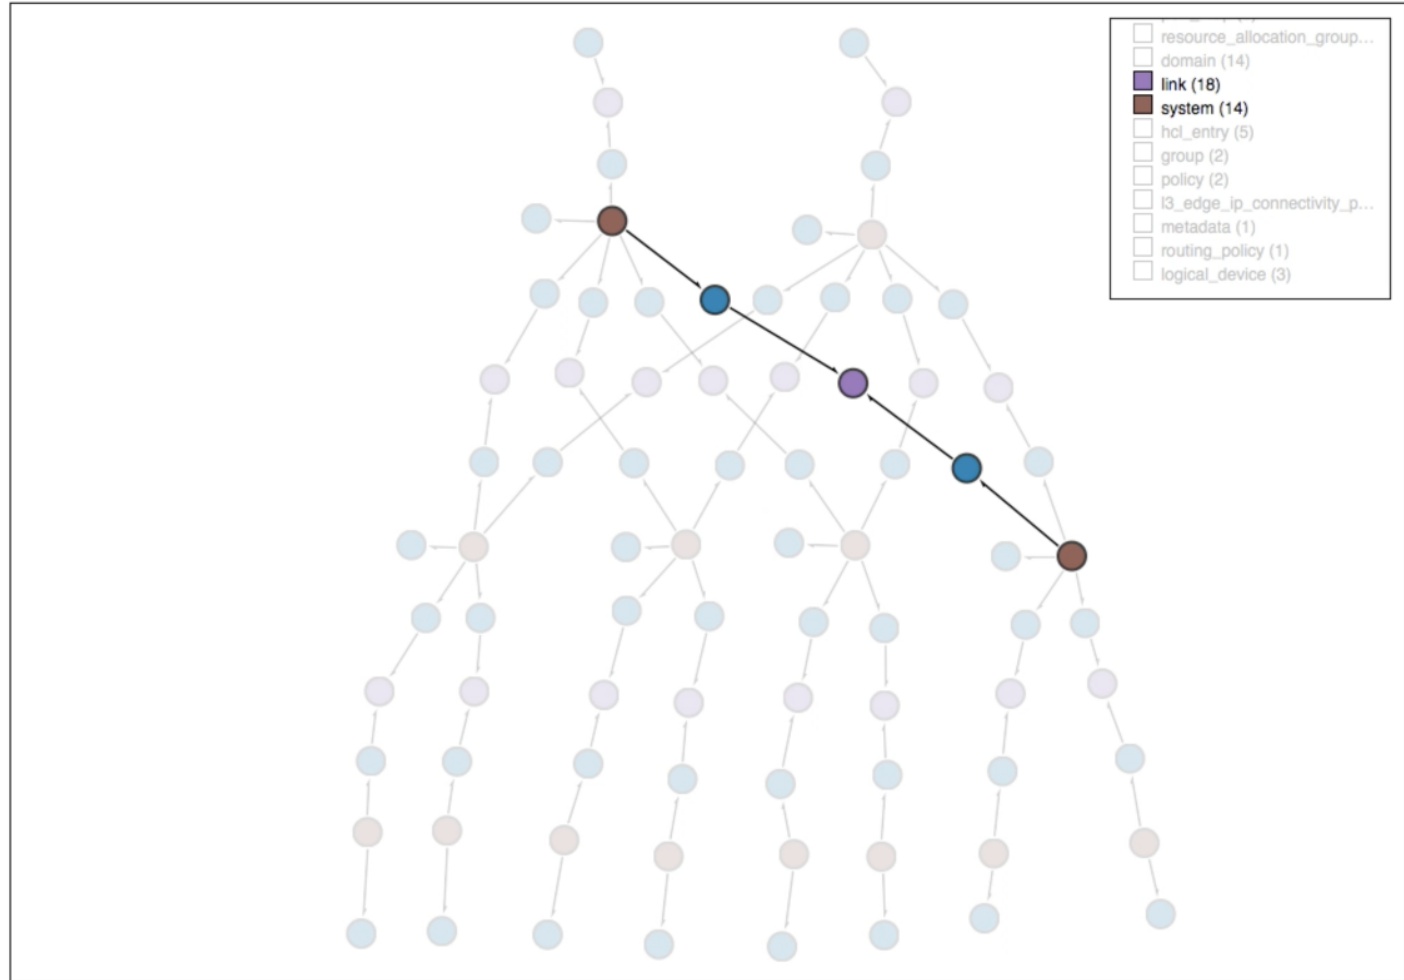 resource_allocation_group...
domain (14)
link (18)
system (14)
hcl_entry (5)
group (2)
policy (2)
l3_edge_ip_connectivity_p...
metadata (1)
routing_policy (1)
logical_device (3)